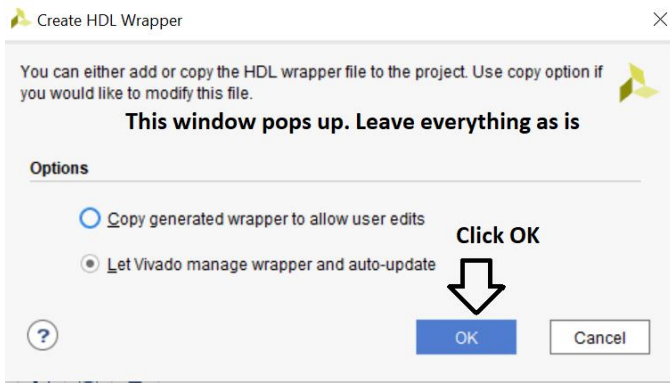 Create HDL Wrapper
You can either add or copy the HDL wrapper file to the project. Use copy option if
you would like to modify this file.
This window pops up. Leave everything as is
Options
Copy generated wrapper to allow user edits
Click OK
Let Vivado manage wrapper and auto-update
?
OK
Cancel